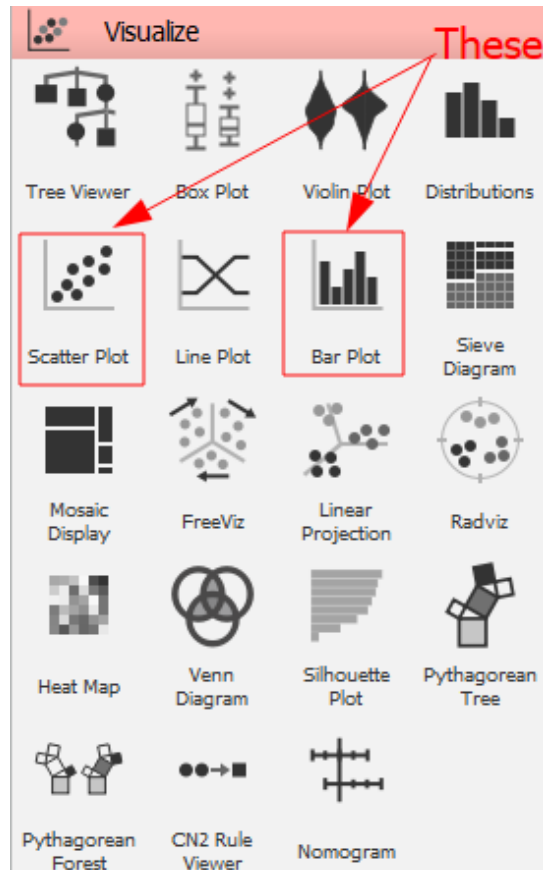 Visualize
These
Tree Viewer
Box Plot
Violin Plot
Distributions
Scatter Plot
Line Plot
Bar Plot
Sieve
Diagram
Mosaic
Display
FreeViz
Linear
Projection
Radviz
Heat Map
Venn
Diagram
Silhouette
Plot
Pythagorean
Tree
Pythagorean
Forest
CN2 Rule
Viewer
Nomogram